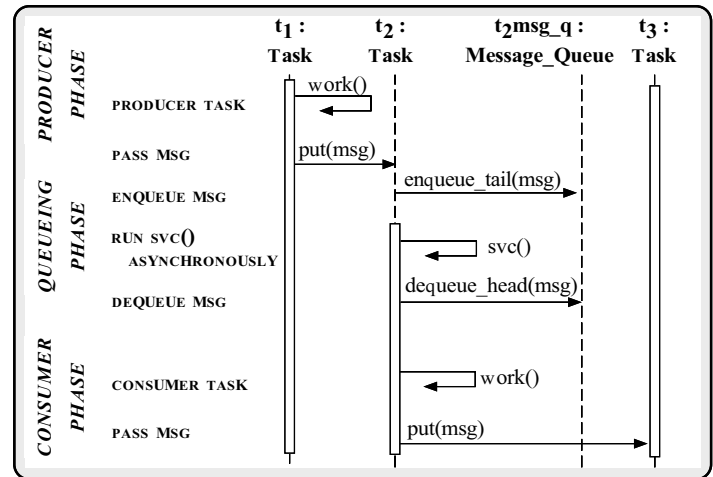 t1 : t2 : t2msg_q : t3 :
Task Task Message_Queue Task
PRODUCER
PHASE
work()
PRODUCER TASK
PASS MSG put(msg)
QUEUEING
PHASE
enqueue_tail(msg)
ENQUEUE MSG
RUN SVC() svc()
ASYNCHRONOUSLY
dequeue_head(msg)
DEQUEUE MSG
CONSUMER
PHASE
CONSUMER TASK work()
PASS MSG put(msg)